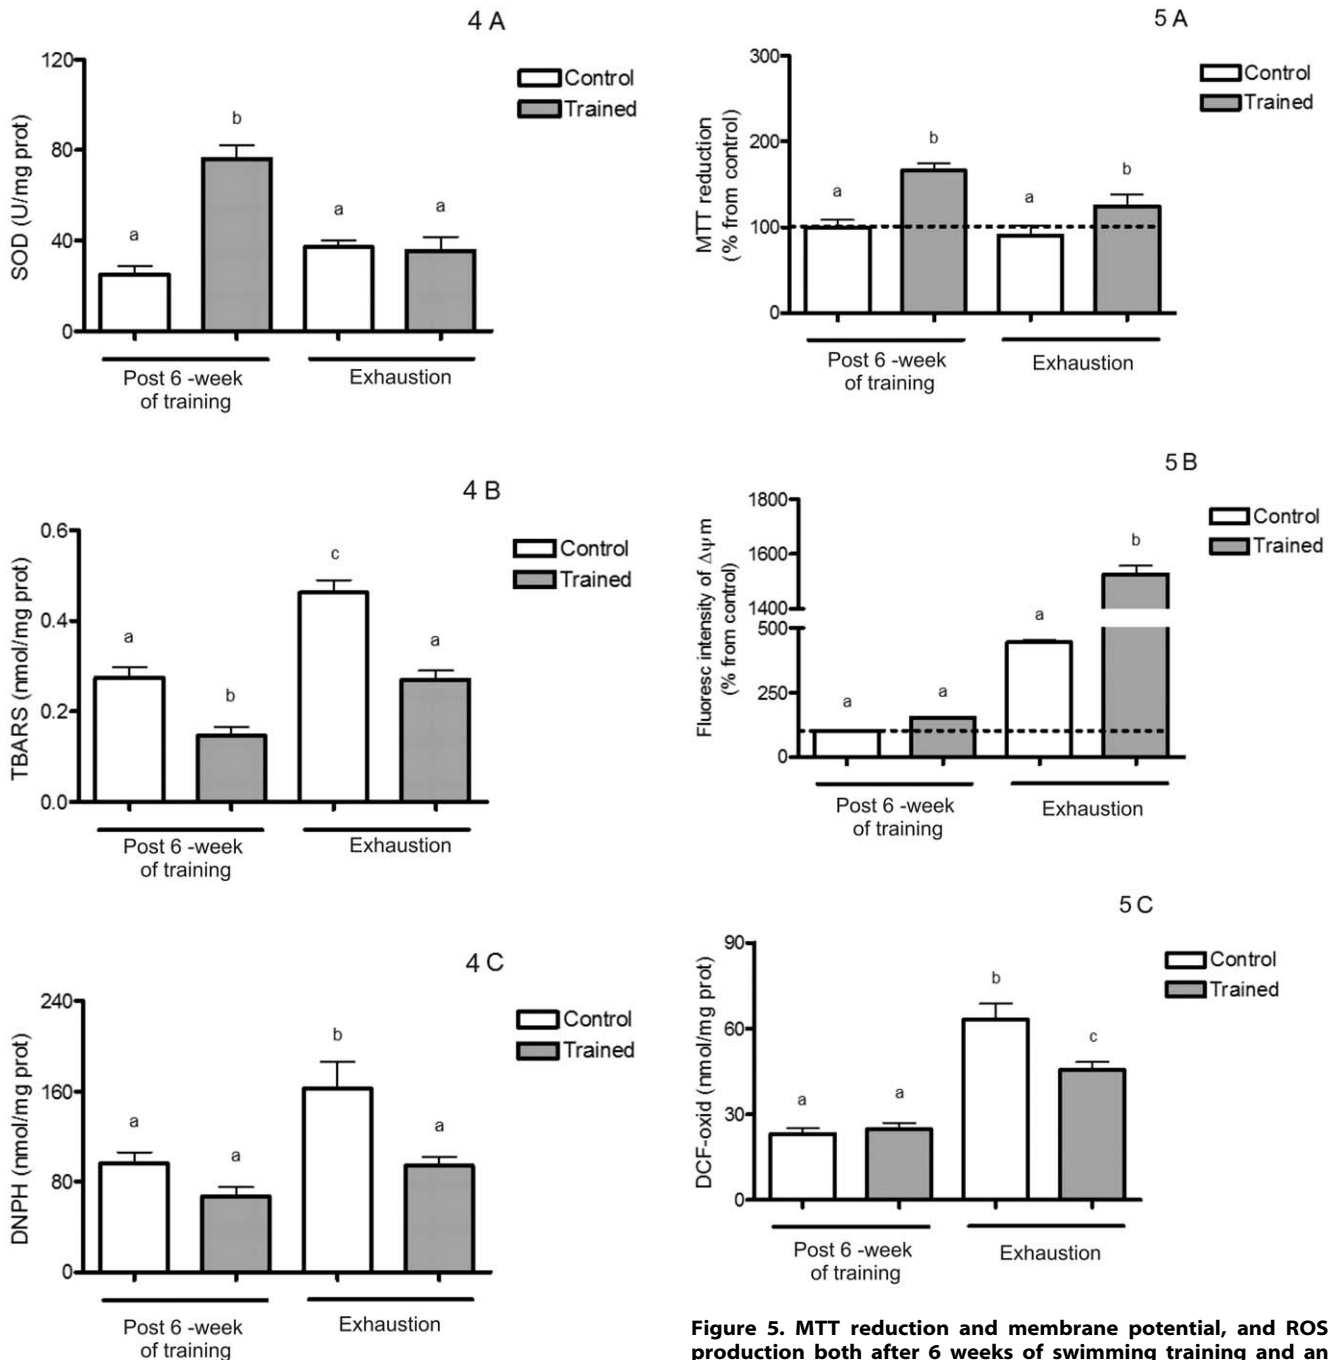 4 A
SOD (U/mg prot)
120
80
40
0
a
b
a
a
Control
Trained
Post 6 -week
of training
Exhaustion
4 B
TBARS (nmol/mg prot)
0.6
0.4
0.2
0.0
a
b
c
a
Control
Trained
Post 6 -week
of training
Exhaustion
4 C
DNPH (nmol/mg prot)
240
160
80
0
a
a
b
a
Control
Trained
Post 6 -week
of training
Exhaustion
5 A
MTT reduction
(% from control)
300
200
100
0
a
b
a
b
Control
Trained
Post 6 -week
of training
Exhaustion
5 B
Fluoresc intensity of Δψm
(% from control)
1800
1600
1400
500
250
0
a
a
a
b
Control
Trained
Post 6 -week
of training
Exhaustion
5 C
DCF-oxid (nmol/mg prot)
90
60
30
0
a
a
b
c
Control
Trained
Post 6 -week
of training
Exhaustion
Figure 5. MTT reduction and membrane potential, and ROS
production both after 6 weeks of swimming training and an